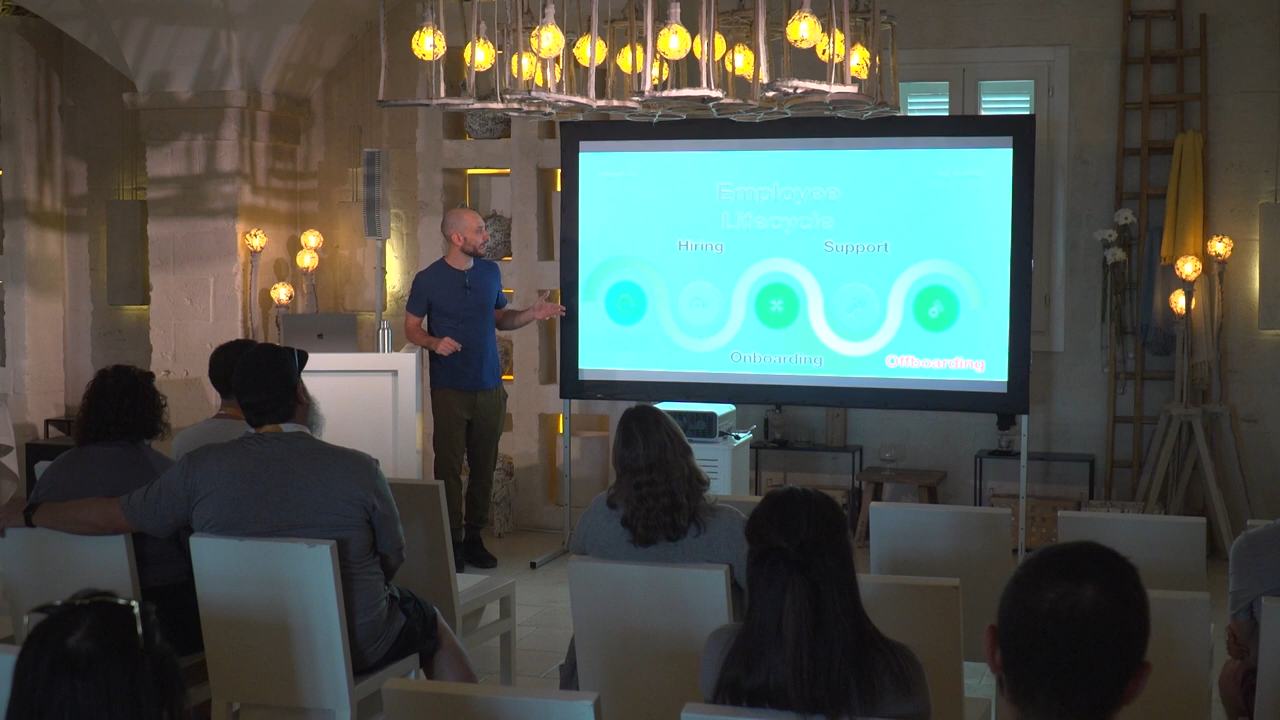 Employee
Lifecycle
Hiring
Support
Onboarding
Offboarding